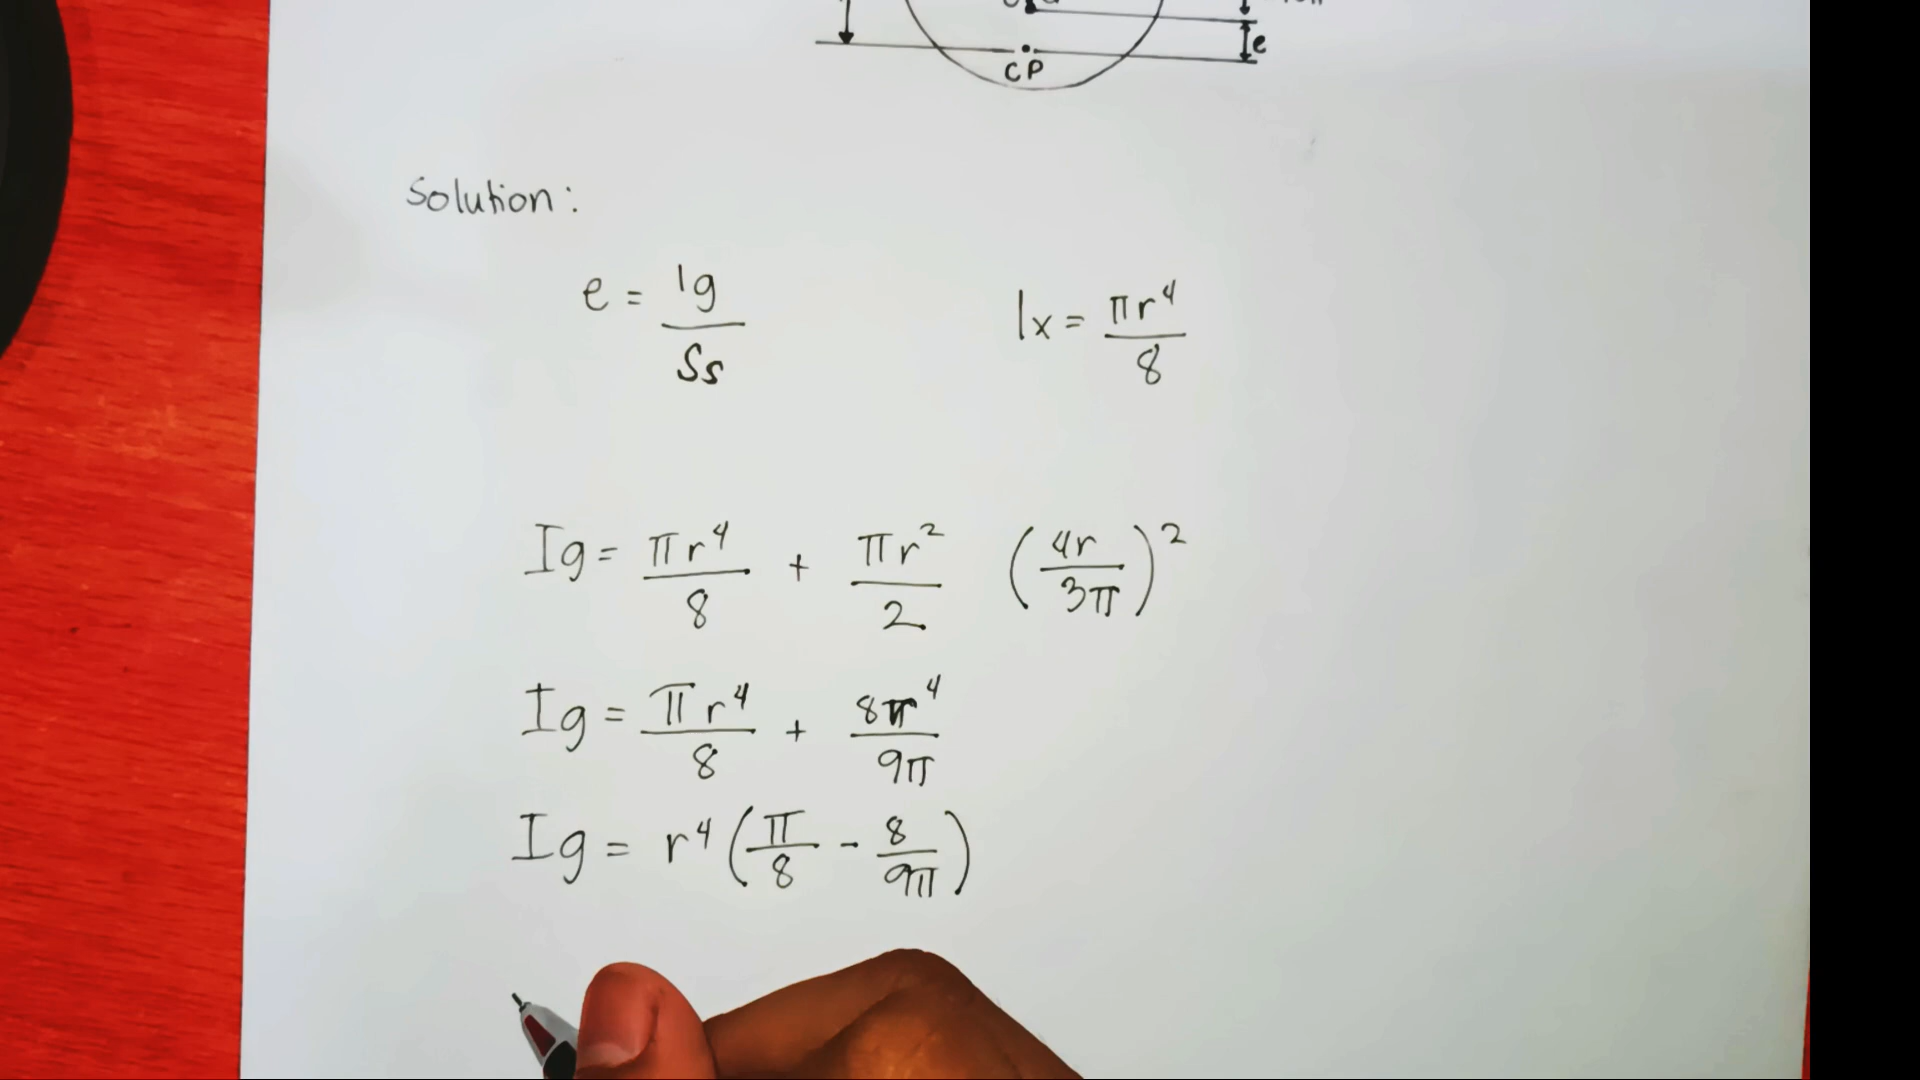 e
CP
Solution:
e = Ig/Ss
Ix = πr⁴/8
Ig = πr⁴/8 + πr²/2 (4r/3π)²
Ig = πr⁴/8 + 8r⁴/9π
Ig = r⁴(π/8 - 8/9π)